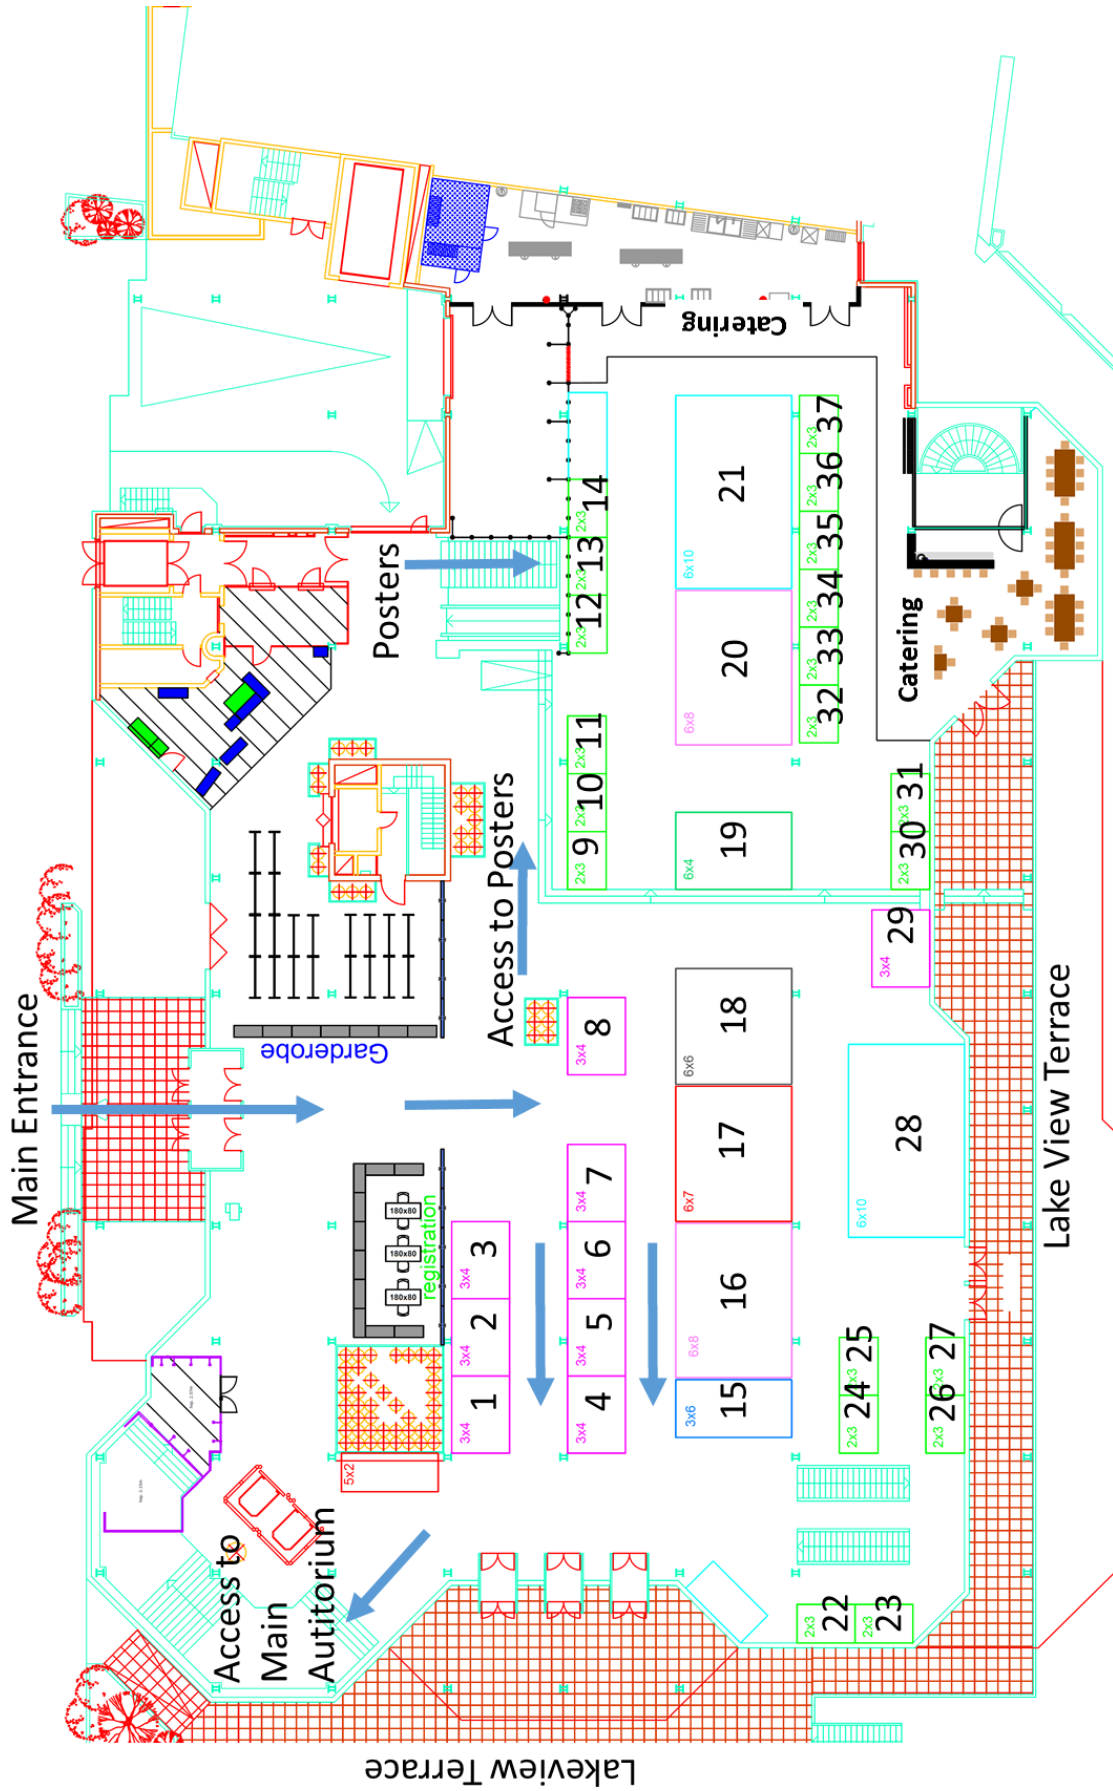 Main Entrance
Garderobe
registration
180x80
180x80
180x80
Posters
Access to Posters
Access to
Main
Autitorium
Lakeview Terrace
Lake View Terrace
Catering
Catering
5x2
3x4
1
3x4
2
3x4
3
3x4
4
3x4
5
3x4
6
3x4
7
3x4
8
2x3
9
2x3
10
2x3
11
2x3
12
2x3
13
2x3
14
3x6
15
6x8
16
6x7
17
6x6
18
6x4
19
6x8
20
6x10
21
2x3
22
2x3
23
2x3
24
2x3
25
2x3
26
2x3
27
6x10
28
3x4
29
2x3
30
2x3
31
2x3
32
2x3
33
2x3
34
2x3
35
2x3
36
2x3
37